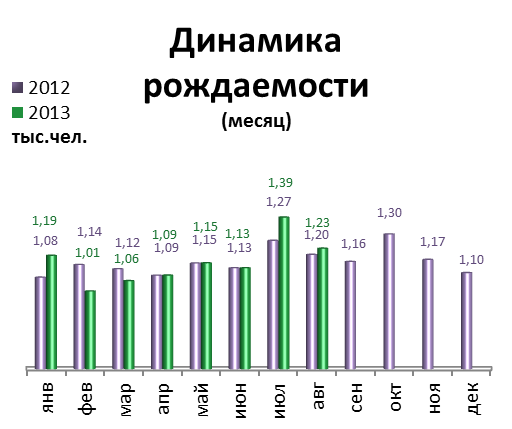 Динамика
рождаемости
(месяц)
2012
2013
тыс.чел.
1,19
1,08
1,14
1,01
1,12
1,06
1,09
1,09
1,15
1,15
1,13
1,13
1,39
1,27
1,23
1,20
1,16
1,30
1,17
1,10
янв
фев
мар
апр
май
июн
июл
авг
сен
окт
ноя
дек